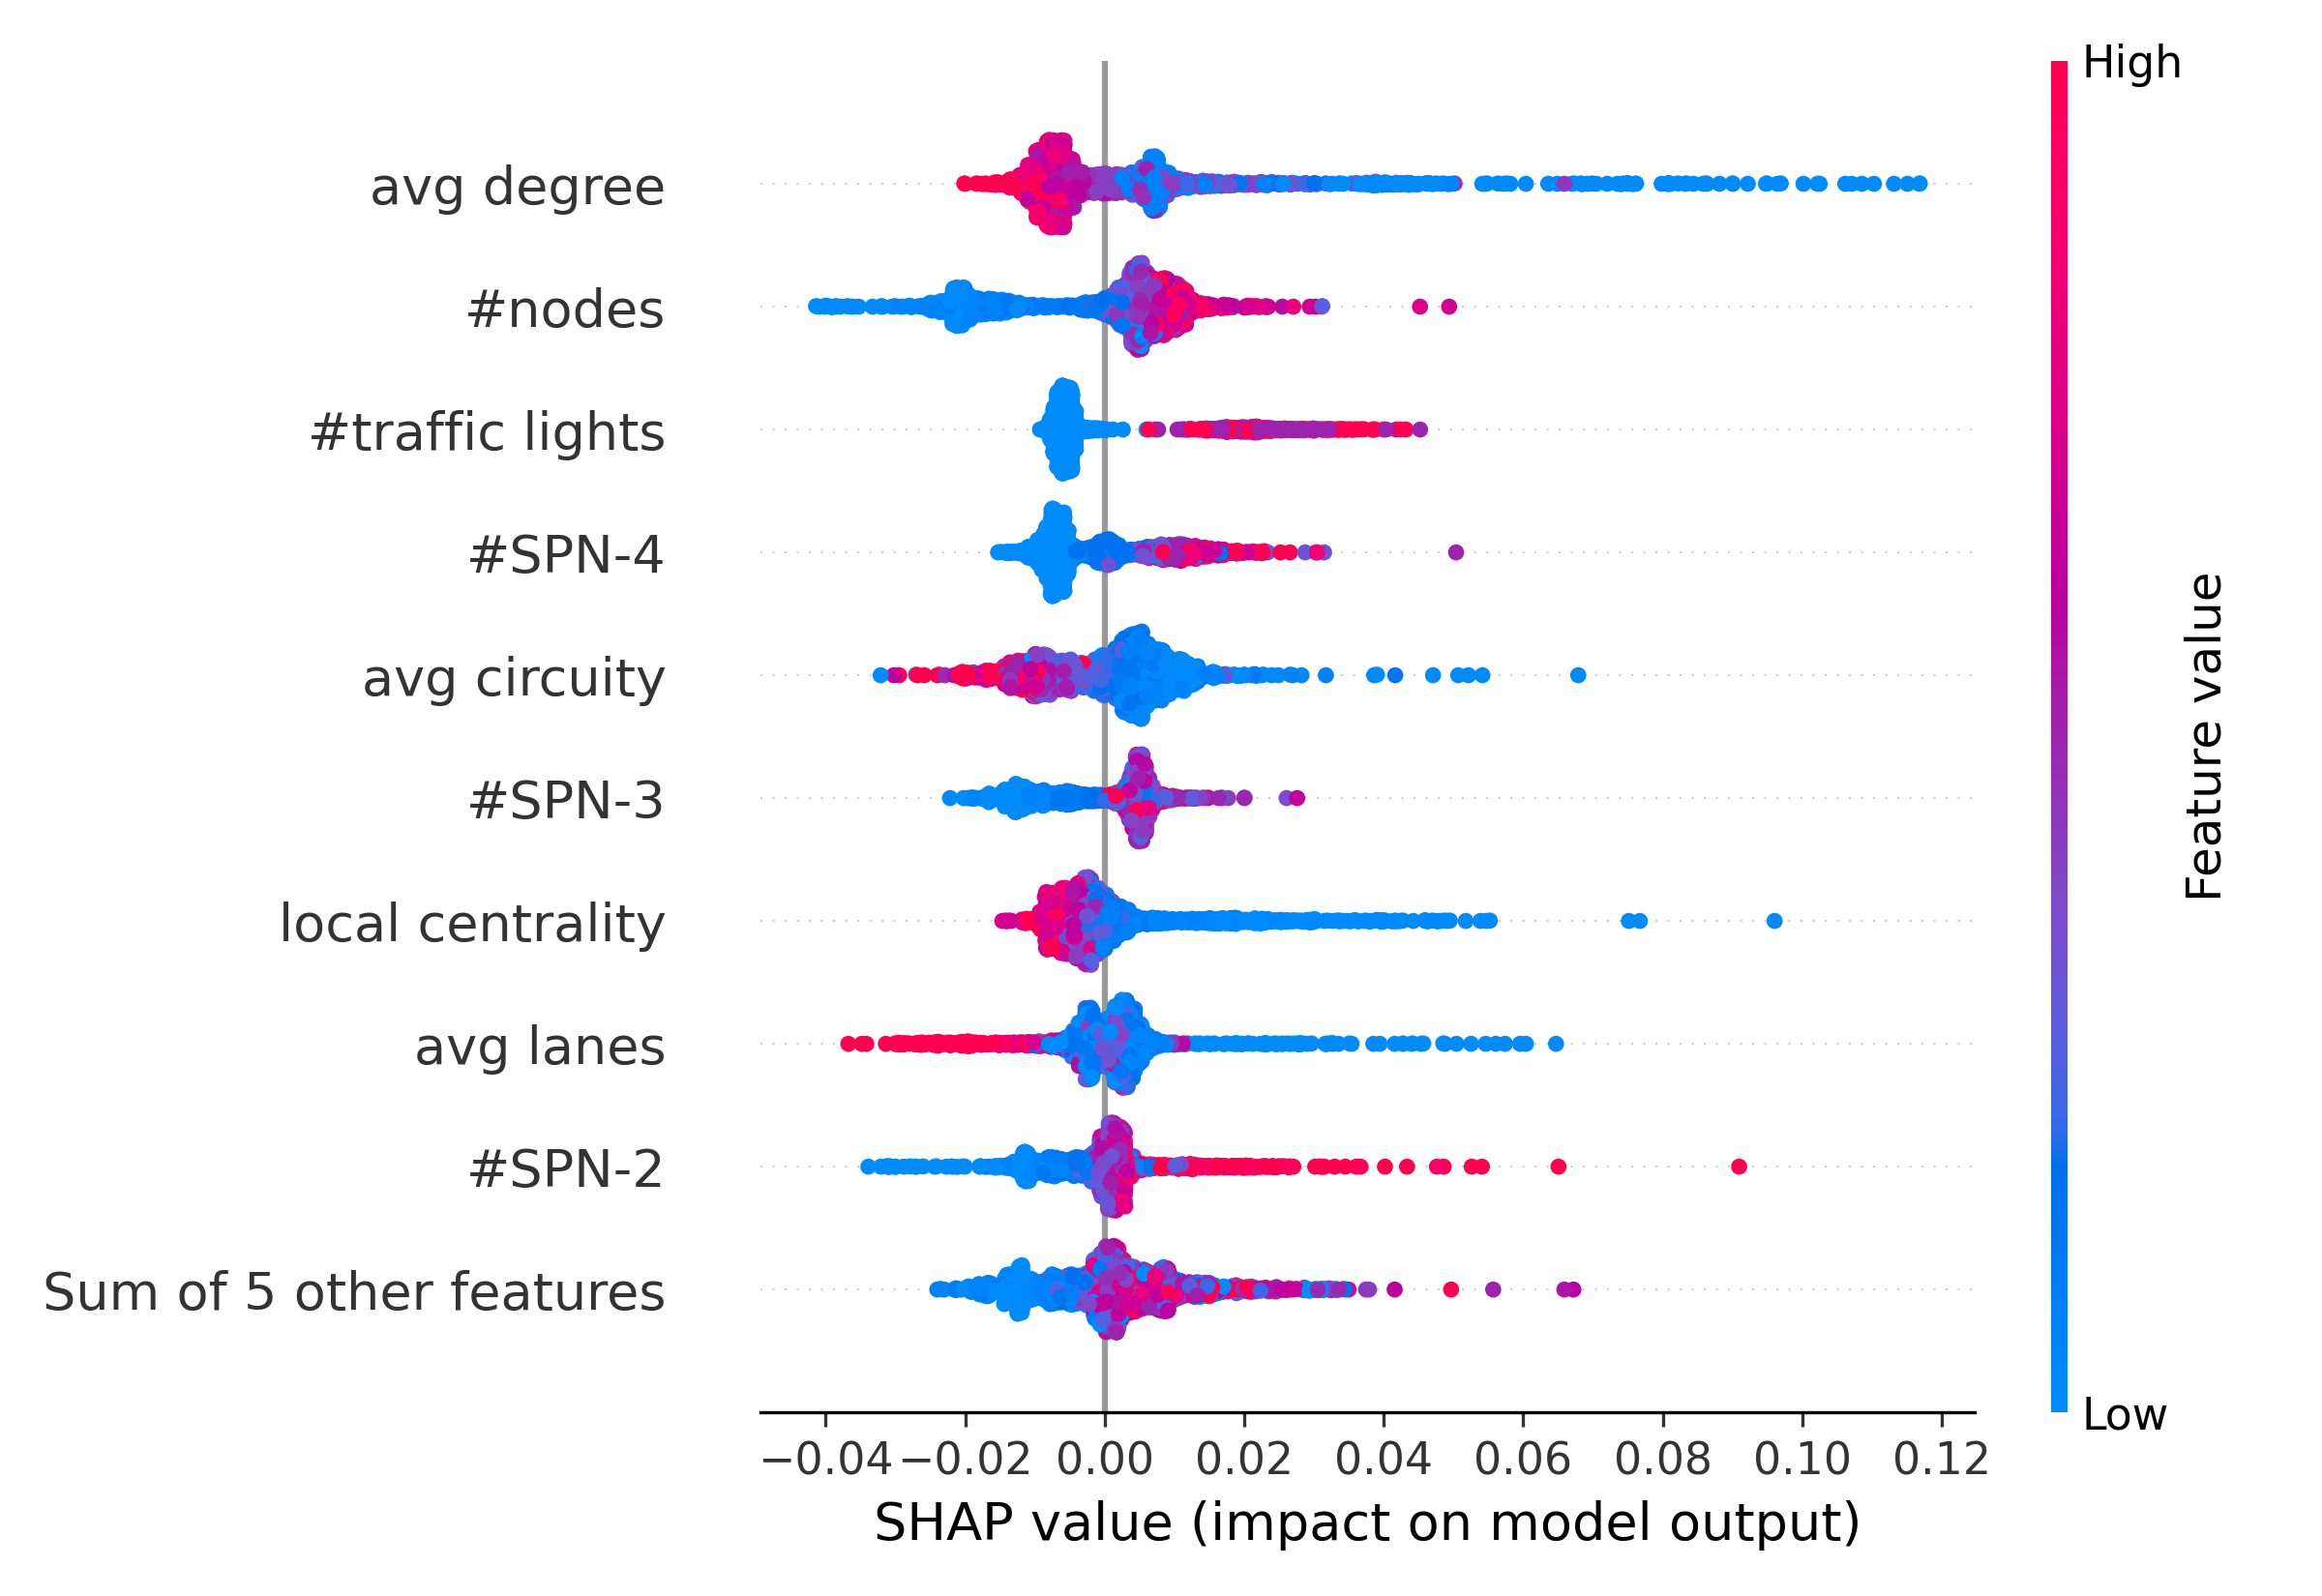 High
avg degree
#nodes
#traffic lights
#SPN-4
avg circuity
#SPN-3
local centrality
avg lanes
#SPN-2
Sum of 5 other features
Feature value
Low
−0.04 −0.02 0.00 0.02 0.04 0.06 0.08 0.10 0.12
SHAP value (impact on model output)